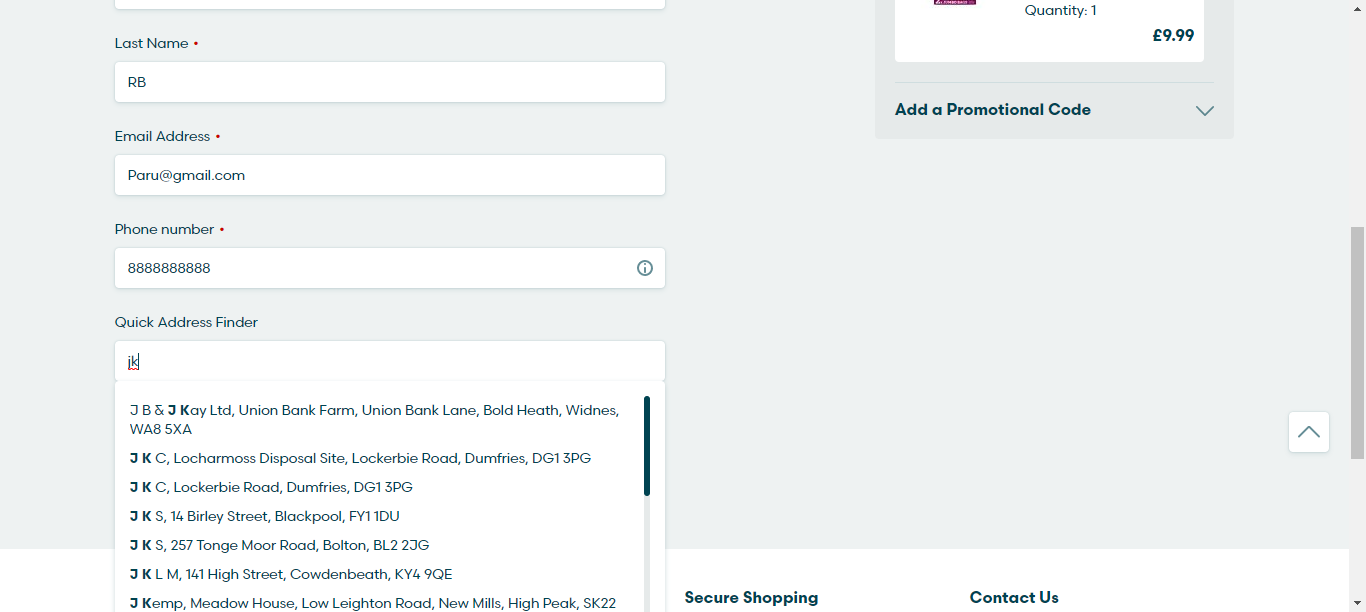 Last Name •
RB
Email Address •
Paru@gmail.com
Phone number •
8888888888
Quick Address Finder
jk
J B & J Kay Ltd, Union Bank Farm, Union Bank Lane, Bold Heath, Widnes,
WA8 5XA
J K C, Locharmoss Disposal Site, Lockerbie Road, Dumfries, DG1 3PG
J K C, Lockerbie Road, Dumfries, DG1 3PG
J K S, 14 Birley Street, Blackpool, FY1 1DU
J K S, 257 Tonge Moor Road, Bolton, BL2 2JG
J K L M, 141 High Street, Cowdenbeath, KY4 9QE
J Kemp, Meadow House, Low Leighton Road, New Mills, High Peak, SK22
Quantity: 1
£9.99
Add a Promotional Code
Secure Shopping
Contact Us